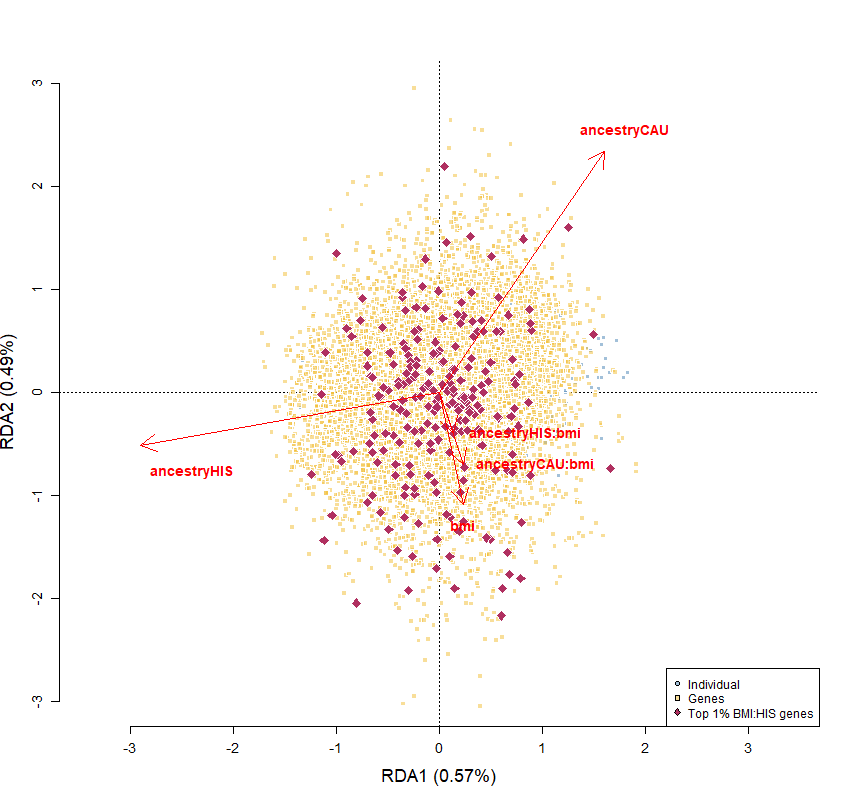 3
ancestryCAU
2
1
0
RDA2 (0.49%)
ancestryHIS:bmi
ancestryCAU:bmi
ancestryHIS
-1
bmi
-2
-3
Individual
Genes
Top 1% BMI:HIS genes
-3 -2 -1 0 1 2 3
RDA1 (0.57%)